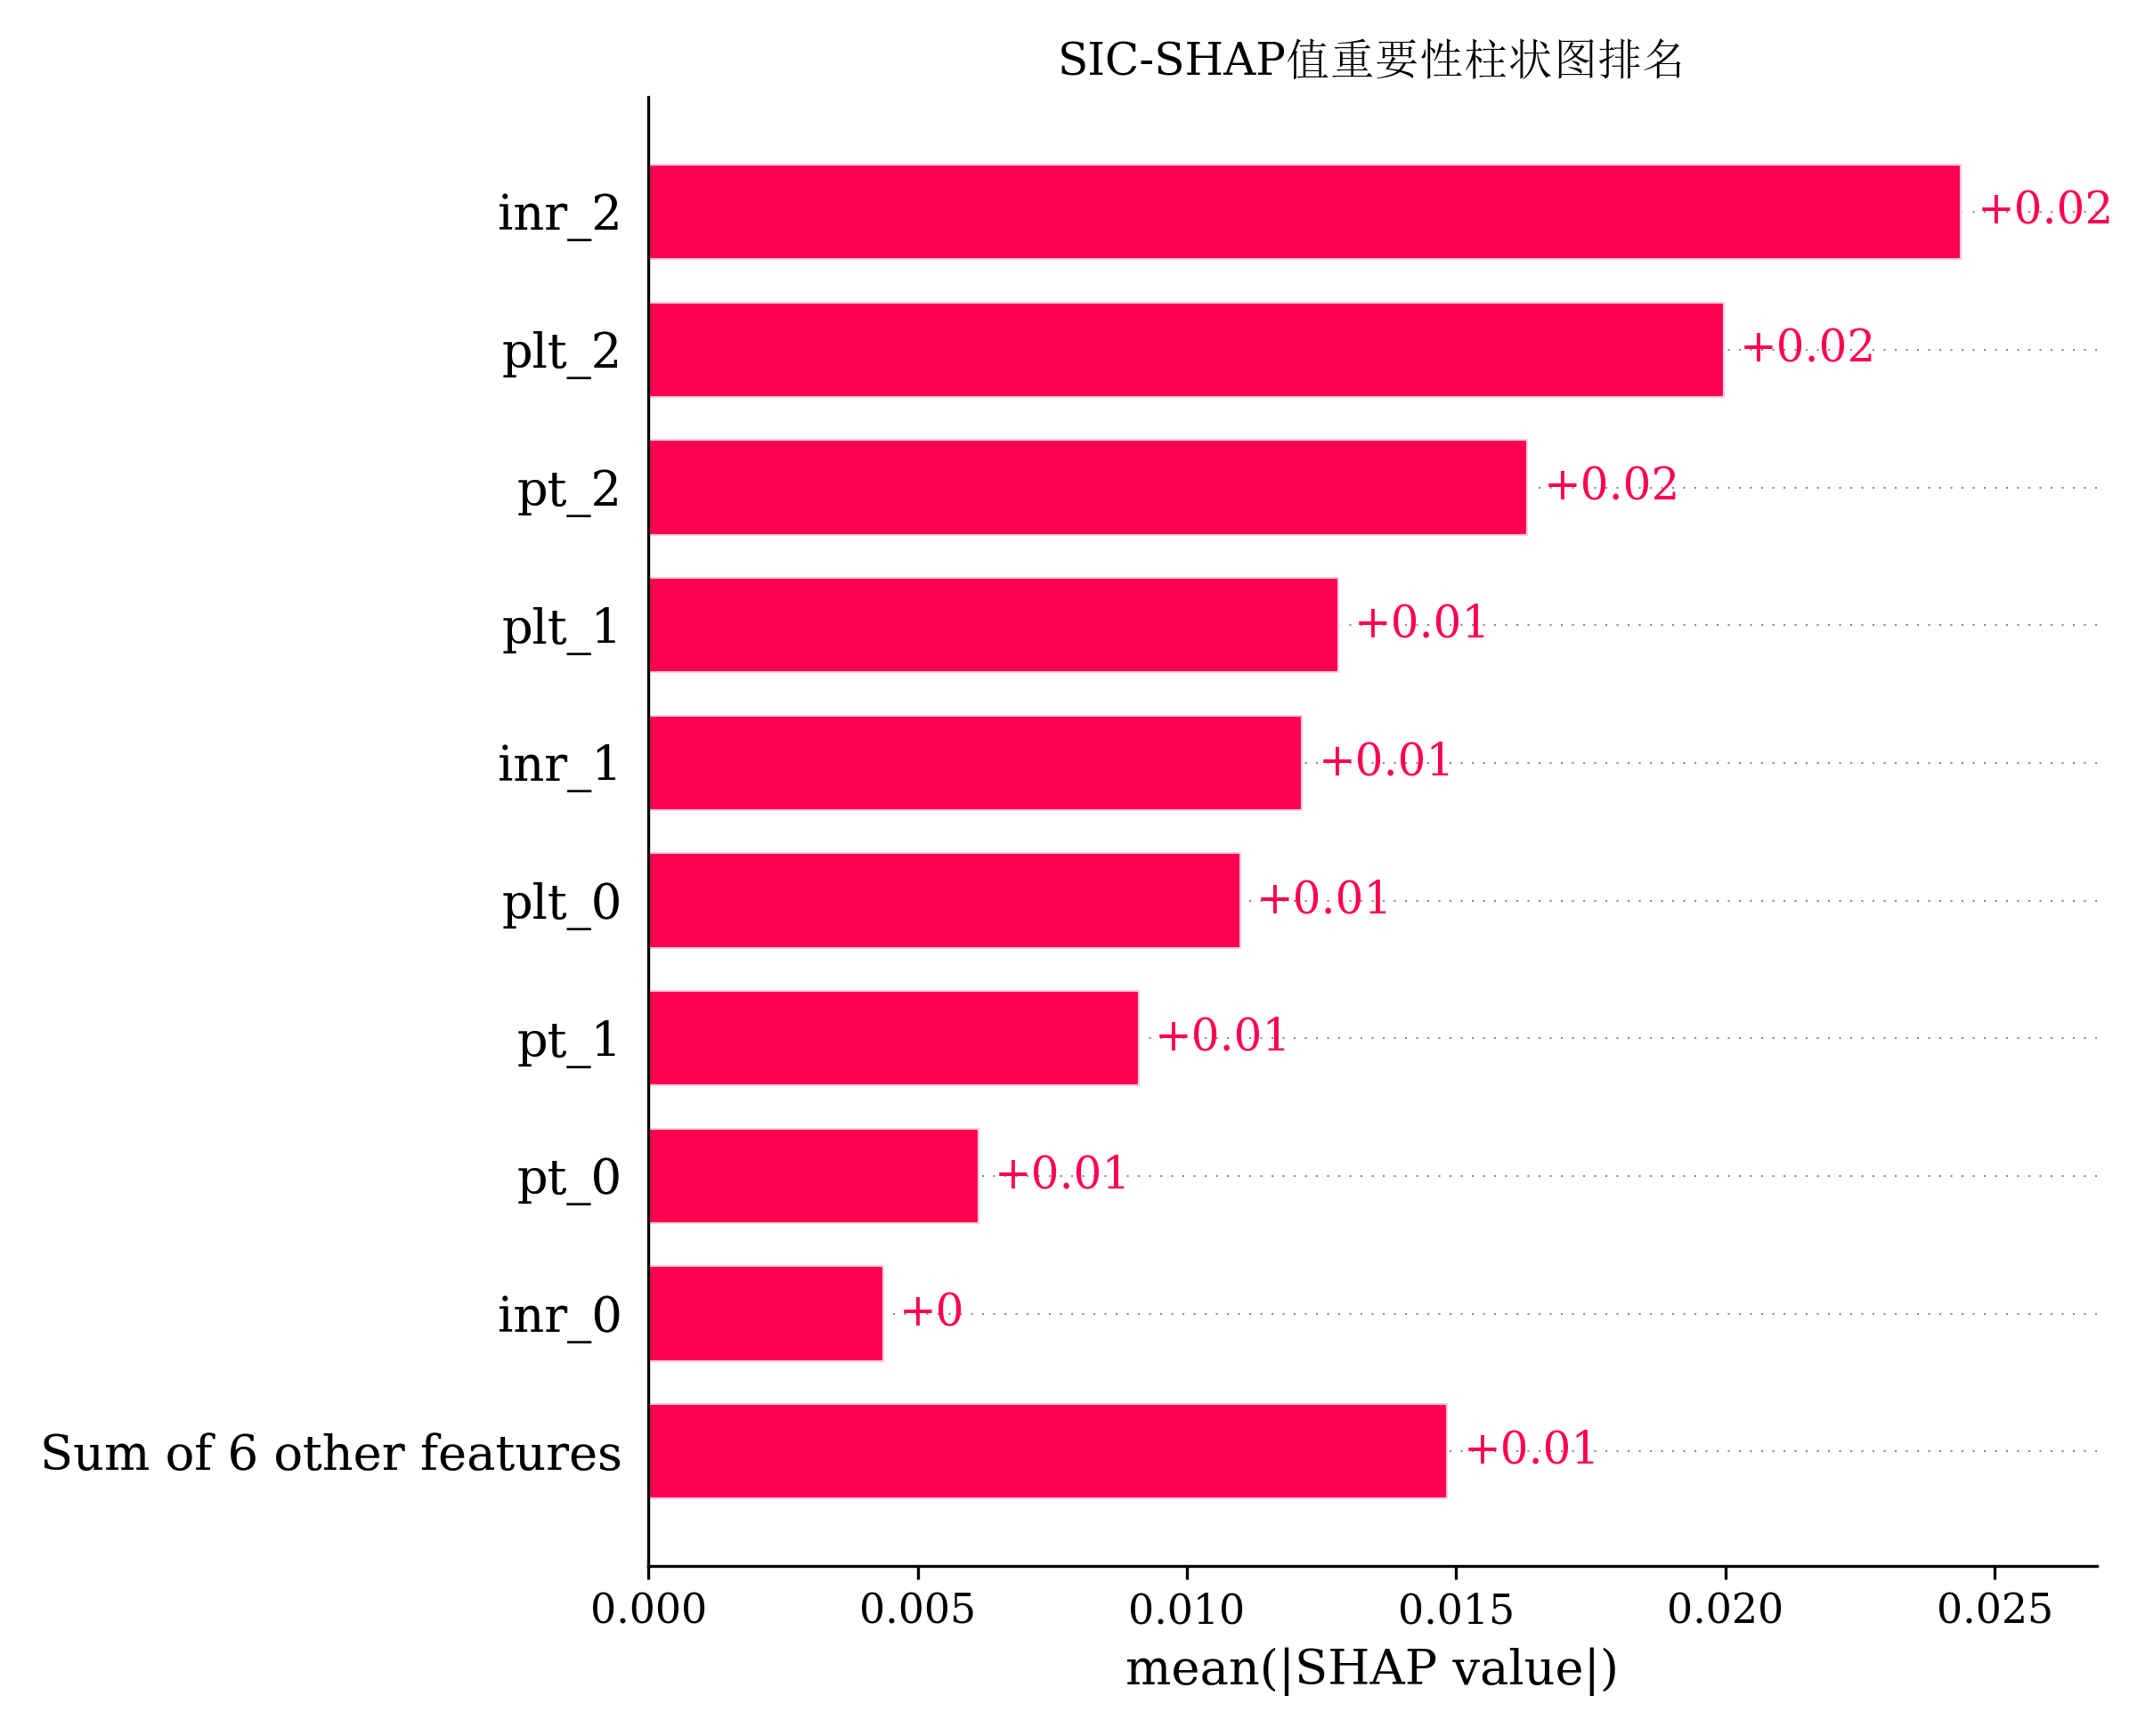 SIC-SHAP值重要性柱状图排名
inr_2 +0.02
plt_2 +0.02
pt_2 +0.02
plt_1 +0.01
inr_1 +0.01
plt_0 +0.01
pt_1 +0.01
pt_0 +0.01
inr_0 +0
Sum of 6 other features +0.01
0.000 0.005 0.010 0.015 0.020 0.025
mean(|SHAP value|)